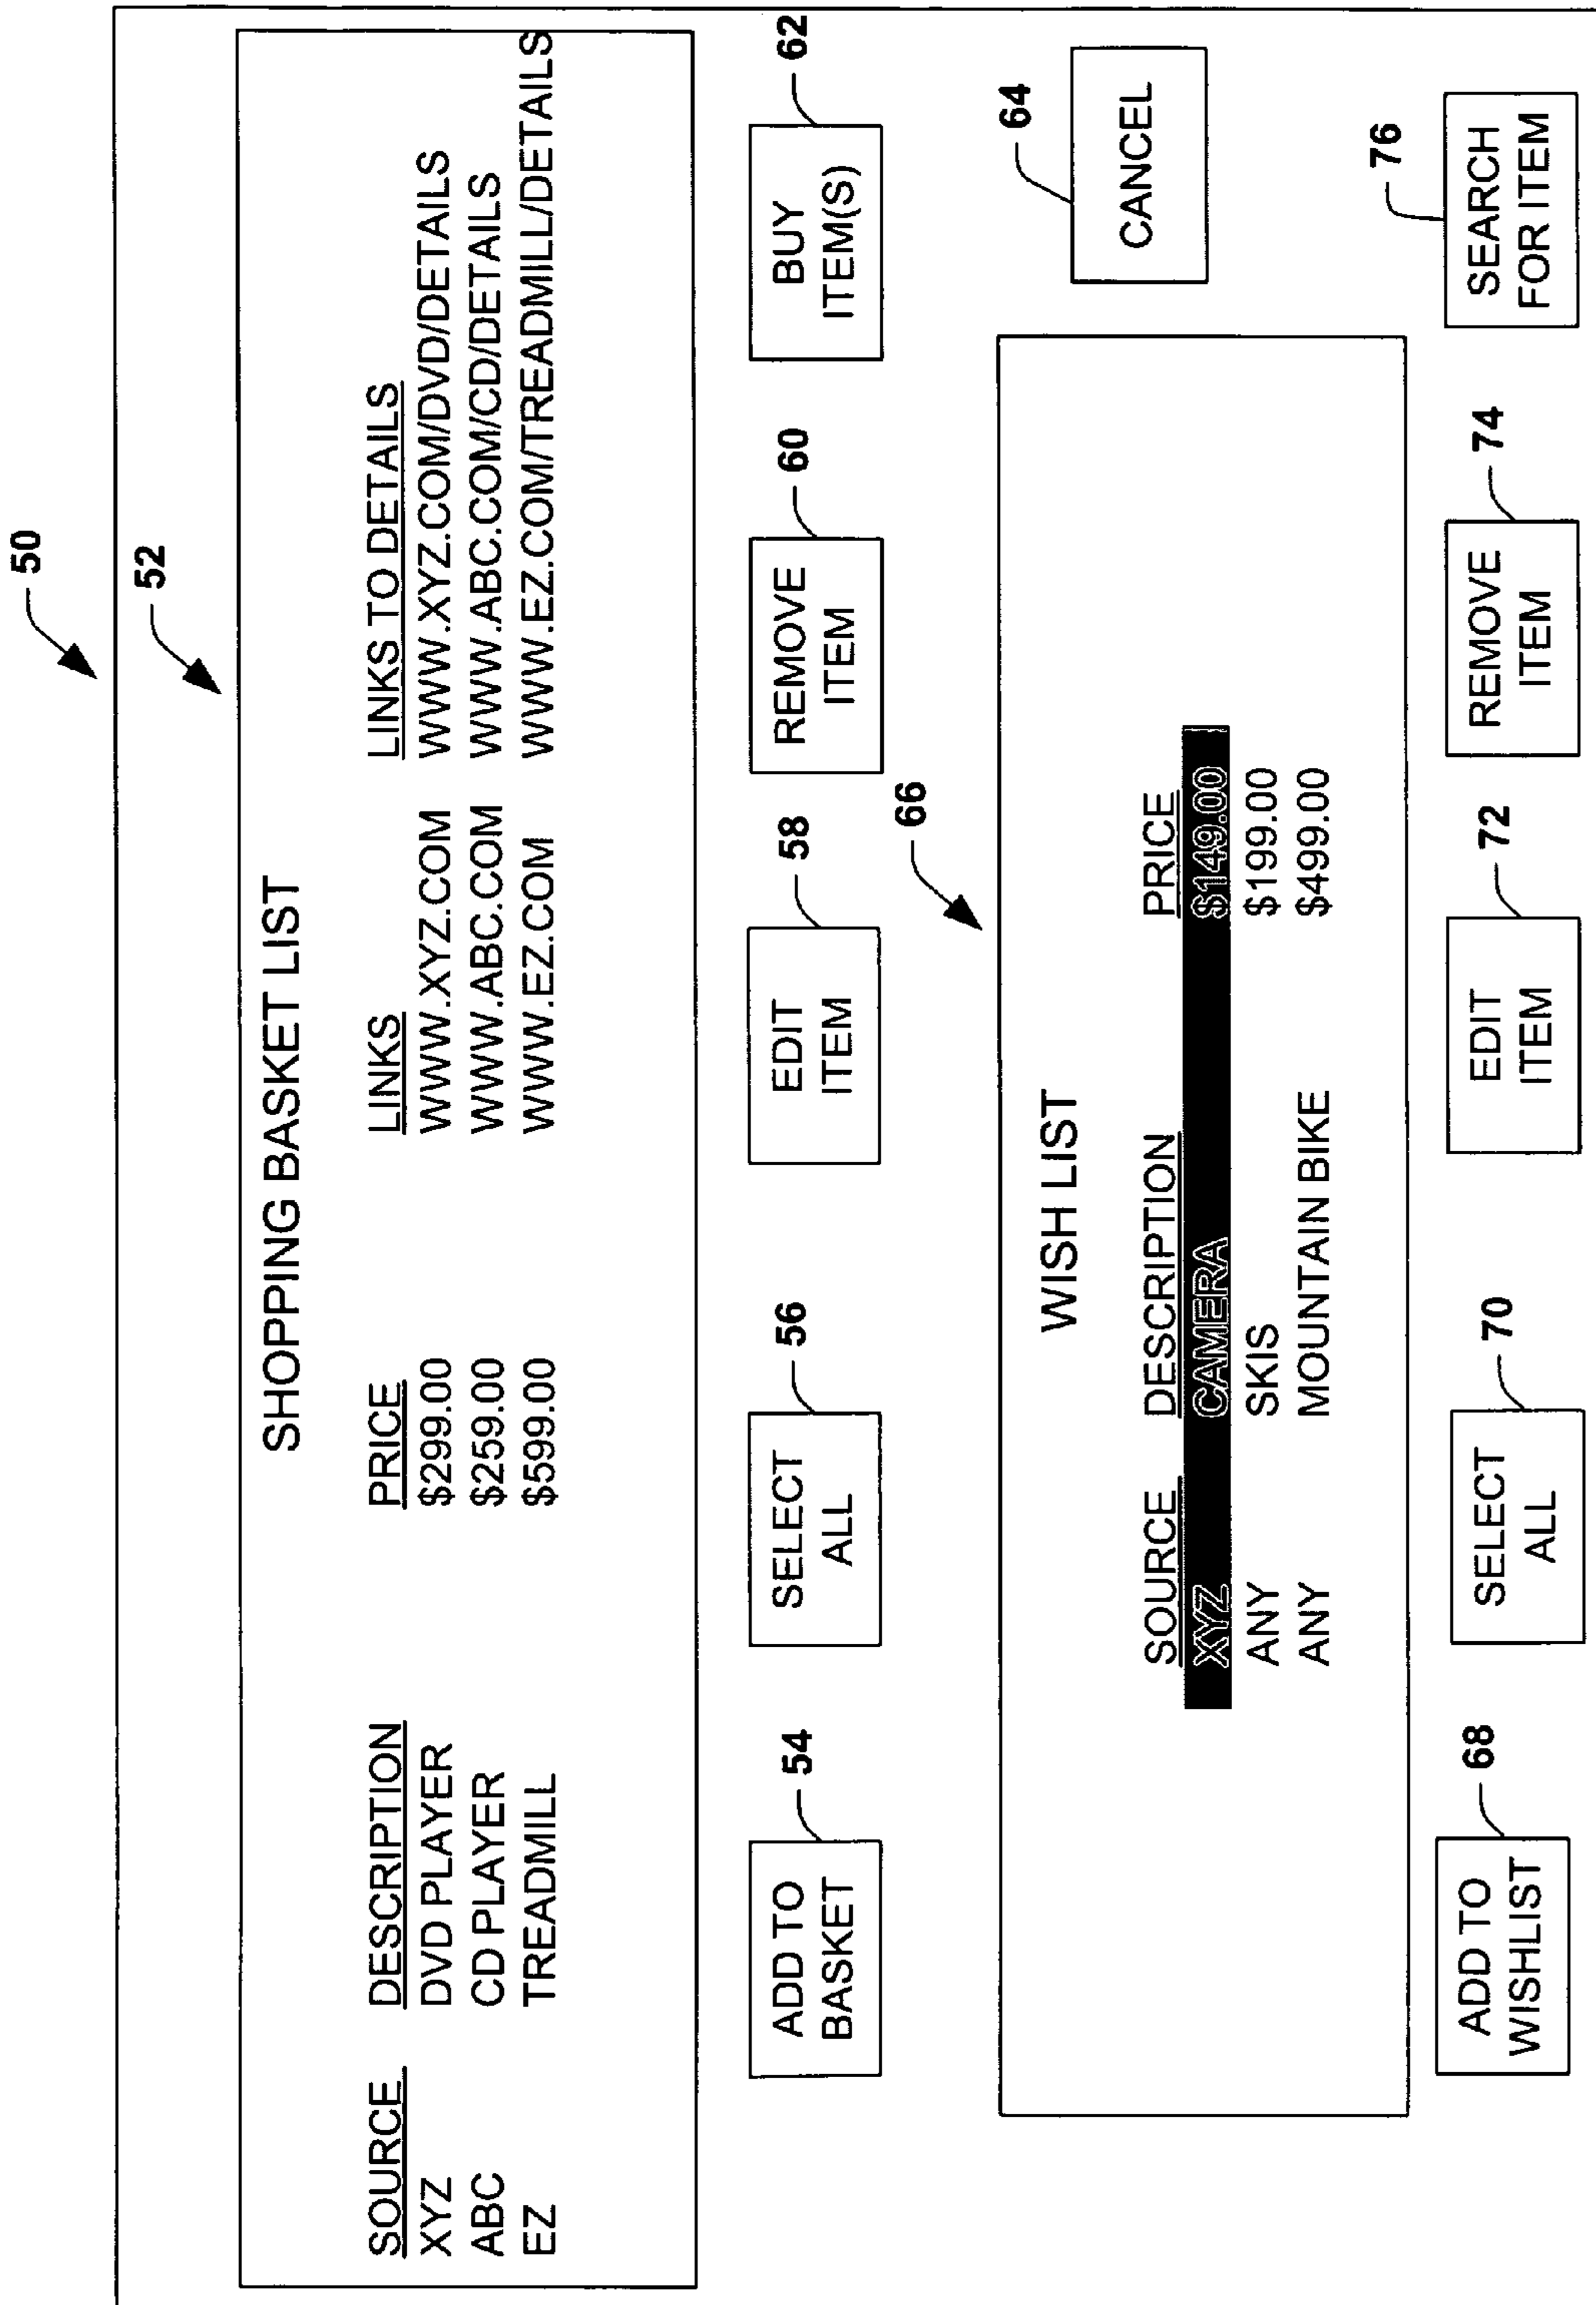 50
52
SHOPPING BASKET LIST
SOURCE DESCRIPTION PRICE LINKS LINKS TO DETAILS
XYZ DVD PLAYER $299.00 WWW.XYZ.COM WWW.XYZ.COM/DVD/DETAILS
ABC CD PLAYER $259.00 WWW.ABC.COM WWW.ABC.COM/CD/DETAILS
EZ TREADMILL $599.00 WWW.EZ.COM WWW.EZ.COM/TREADMILL/DETAILS
54 56 58 60 62
ADD TO SELECT EDIT REMOVE BUY
BASKET ALL ITEM ITEM ITEM(S)
66
64
CANCEL
WISH LIST
SOURCE DESCRIPTION PRICE
XYZ CAMERA $149.00
ANY SKIS $199.00
ANY MOUNTAIN BIKE $499.00
68 70 72 74 76
ADD TO SELECT EDIT REMOVE SEARCH
WISHLIST ALL ITEM ITEM FOR ITEM